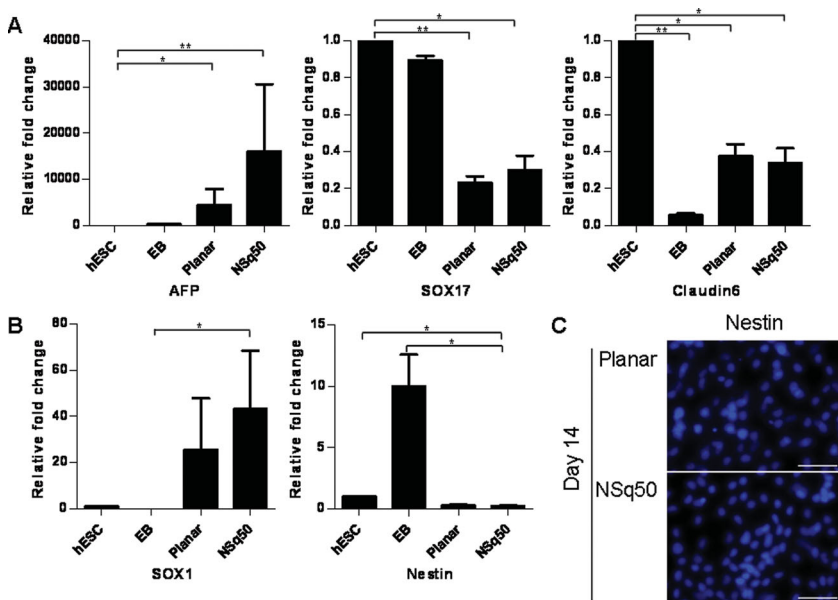 A
Relative fold change
40000
30000
20000
10000
0
**
*
hESC
EB
Planar
NSq50
AFP
Relative fold change
1.0
0.8
0.6
0.4
0.2
0.0
*
**
hESC
EB
Planar
NSq50
SOX17
Relative fold change
1.0
0.8
0.6
0.4
0.2
0.0
*
*
**
hESC
EB
Planar
NSq50
Claudin6
B
Relative fold change
80
60
40
20
0
*
hESC
EB
Planar
NSq50
SOX1
Relative fold change
15
10
5
0
*
*
hESC
EB
Planar
NSq50
Nestin
C
Nestin
Day 14
Planar
NSq50